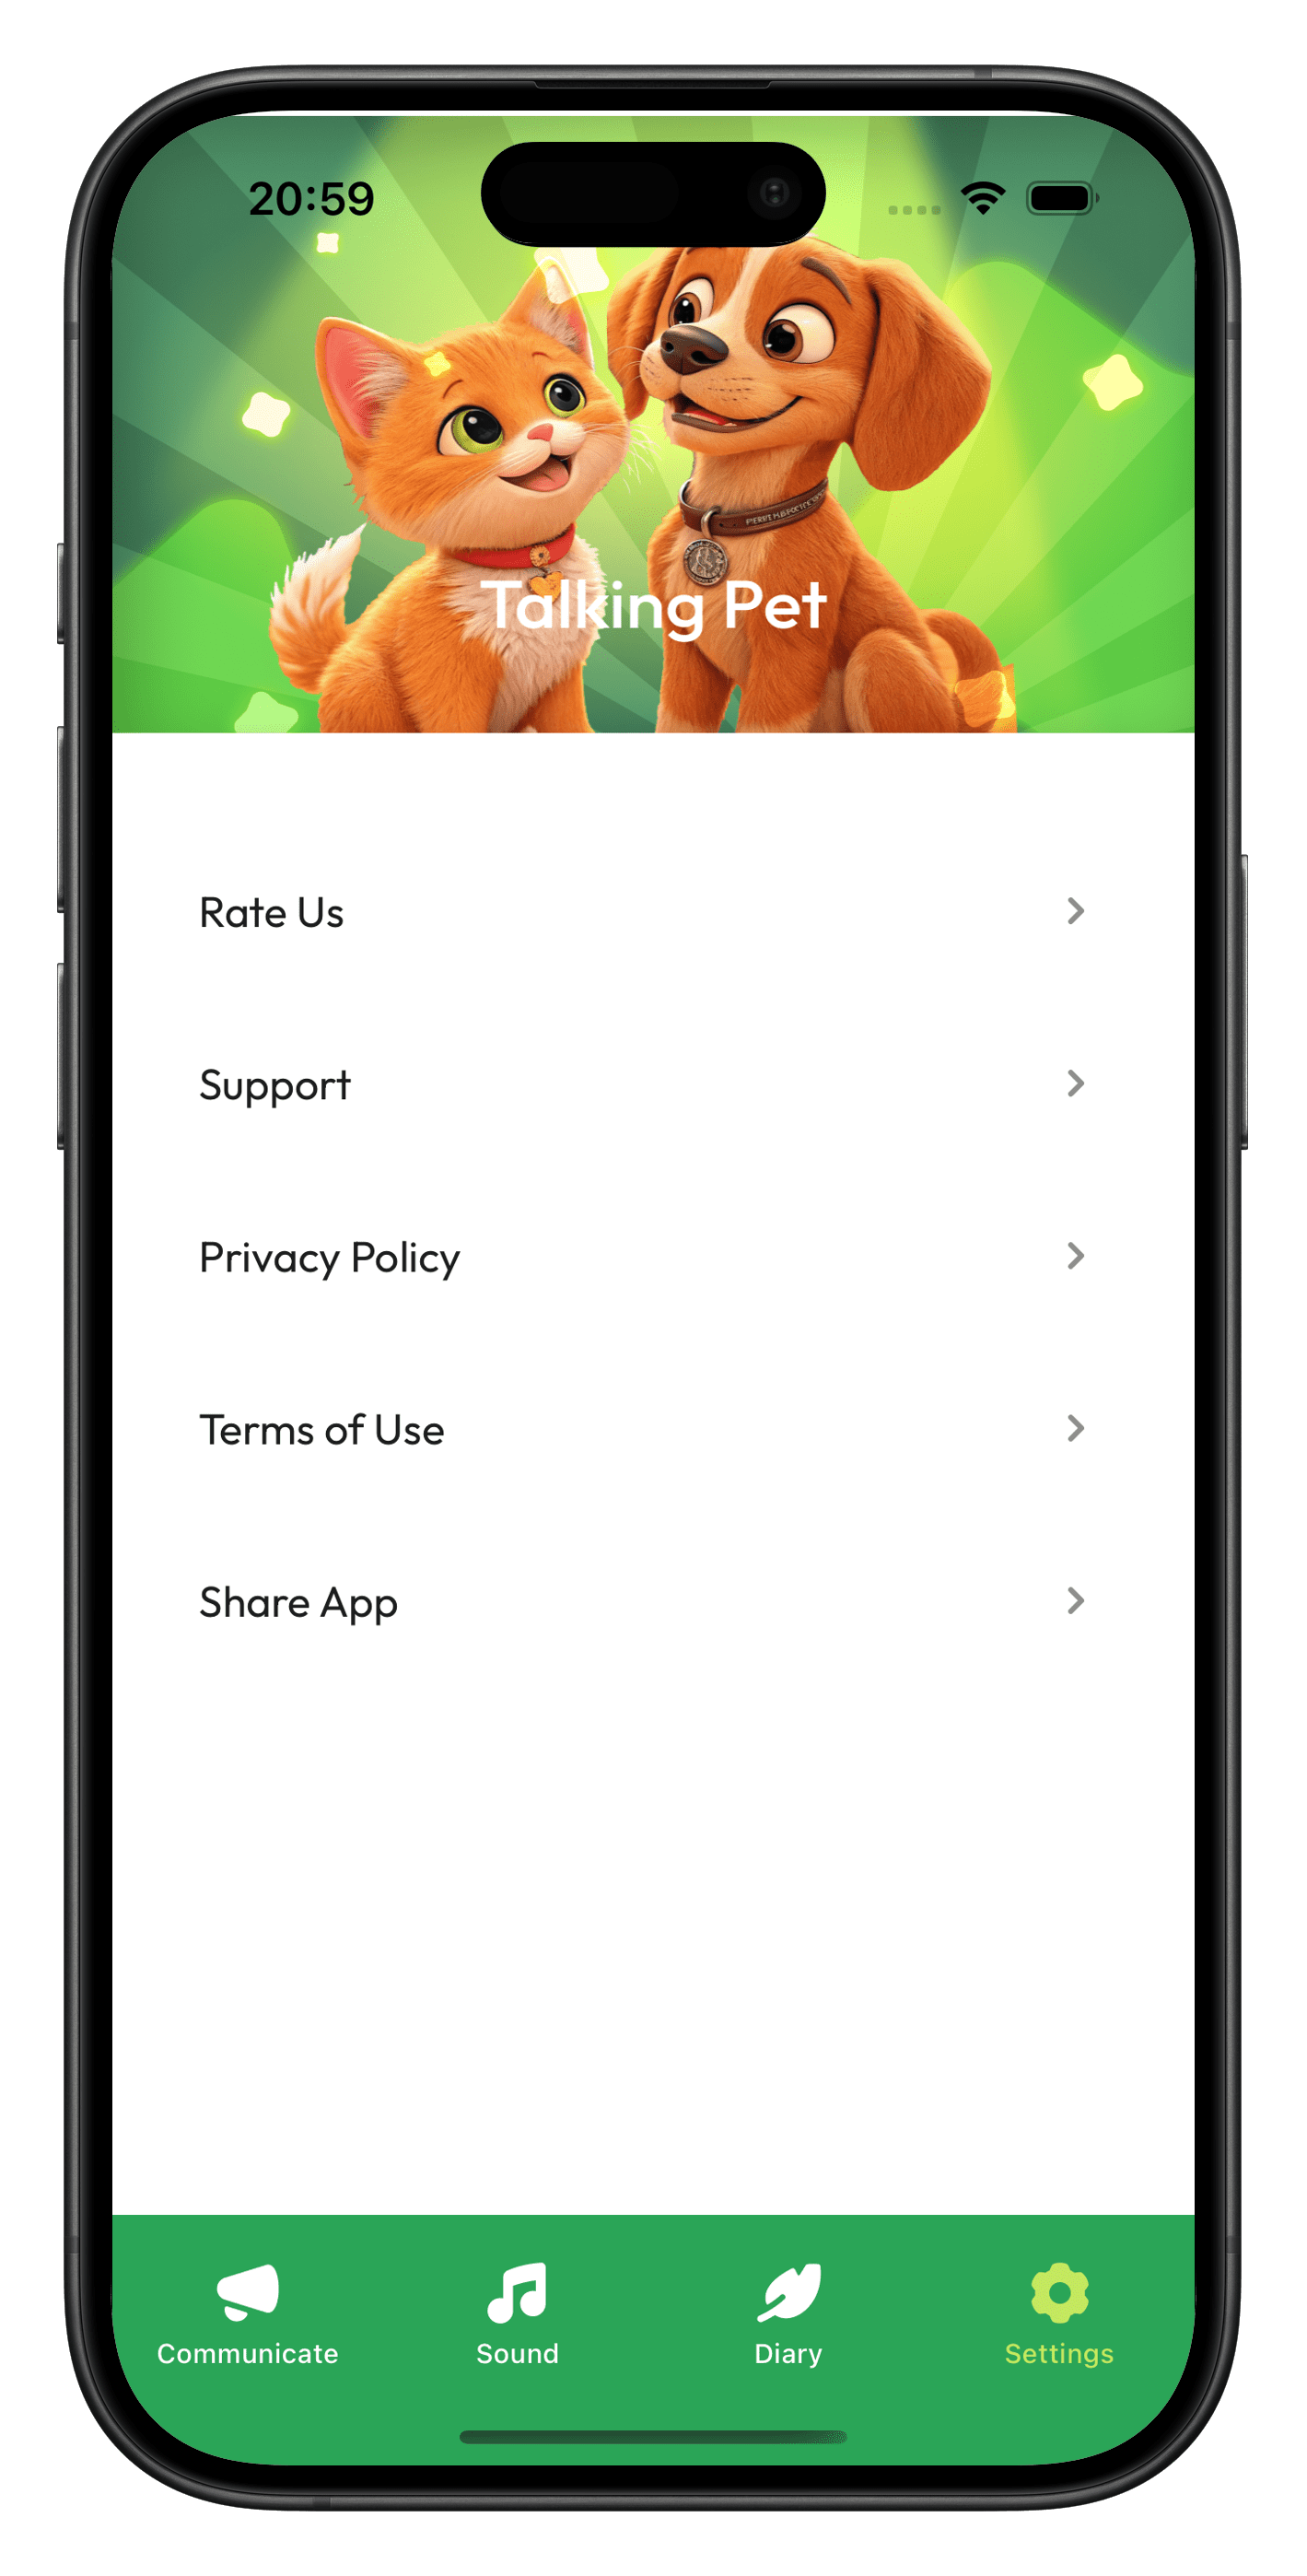 20:59
Talking Pet
Rate Us
Support
Privacy Policy
Terms of Use
Share App
Communicate
Sound
Diary
Settings